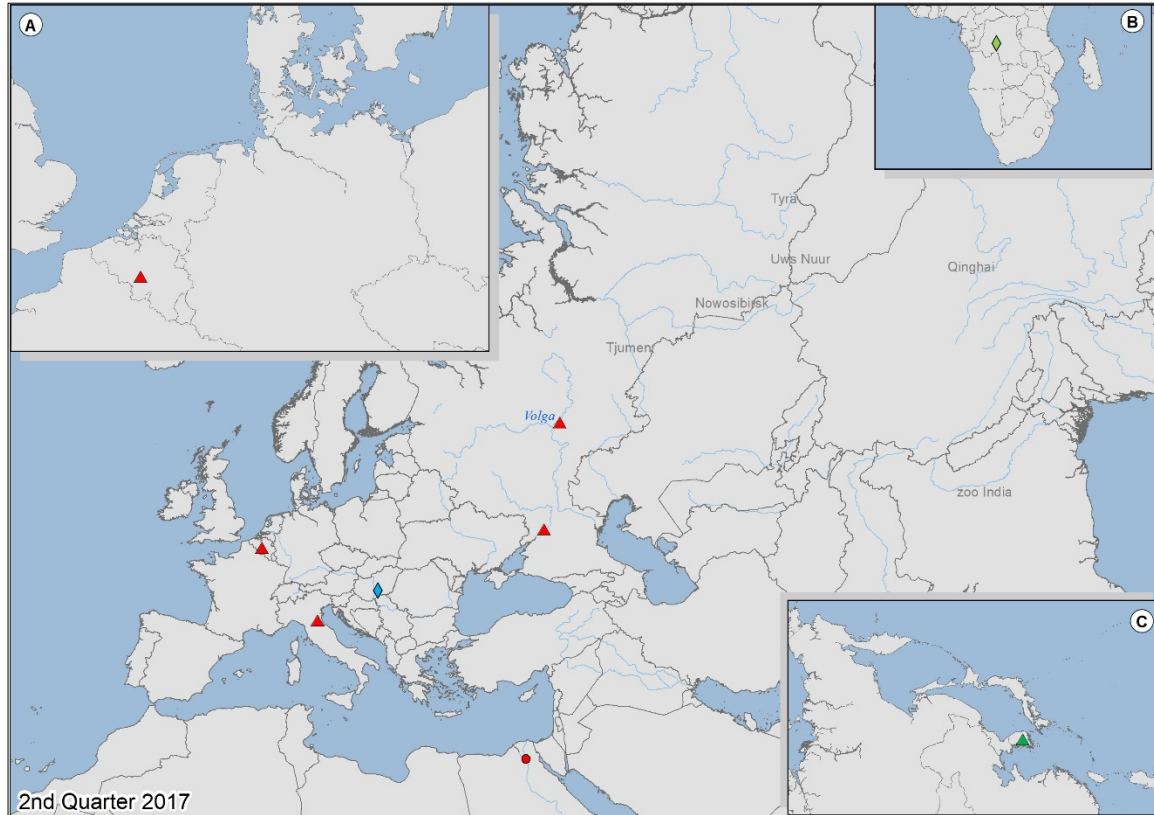 A
B
Tyra
Uws Nuur
Qinghai
Nowosibirsk
Tjumen
Volga
zoo India
C
2nd Quarter 2017